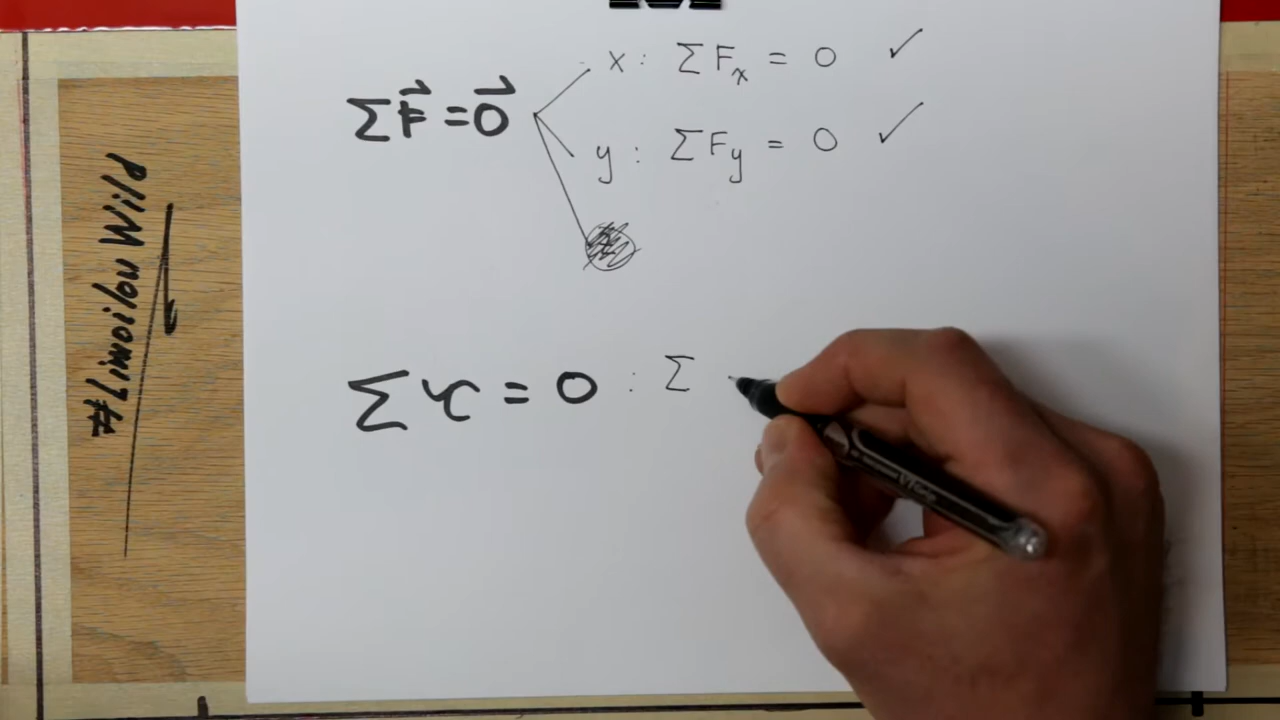 x : ΣFx = 0 ✓
ΣF⃗ = 0⃗
y : ΣFy = 0 ✓
Στ = 0 : Σ
#Limoilou Wild